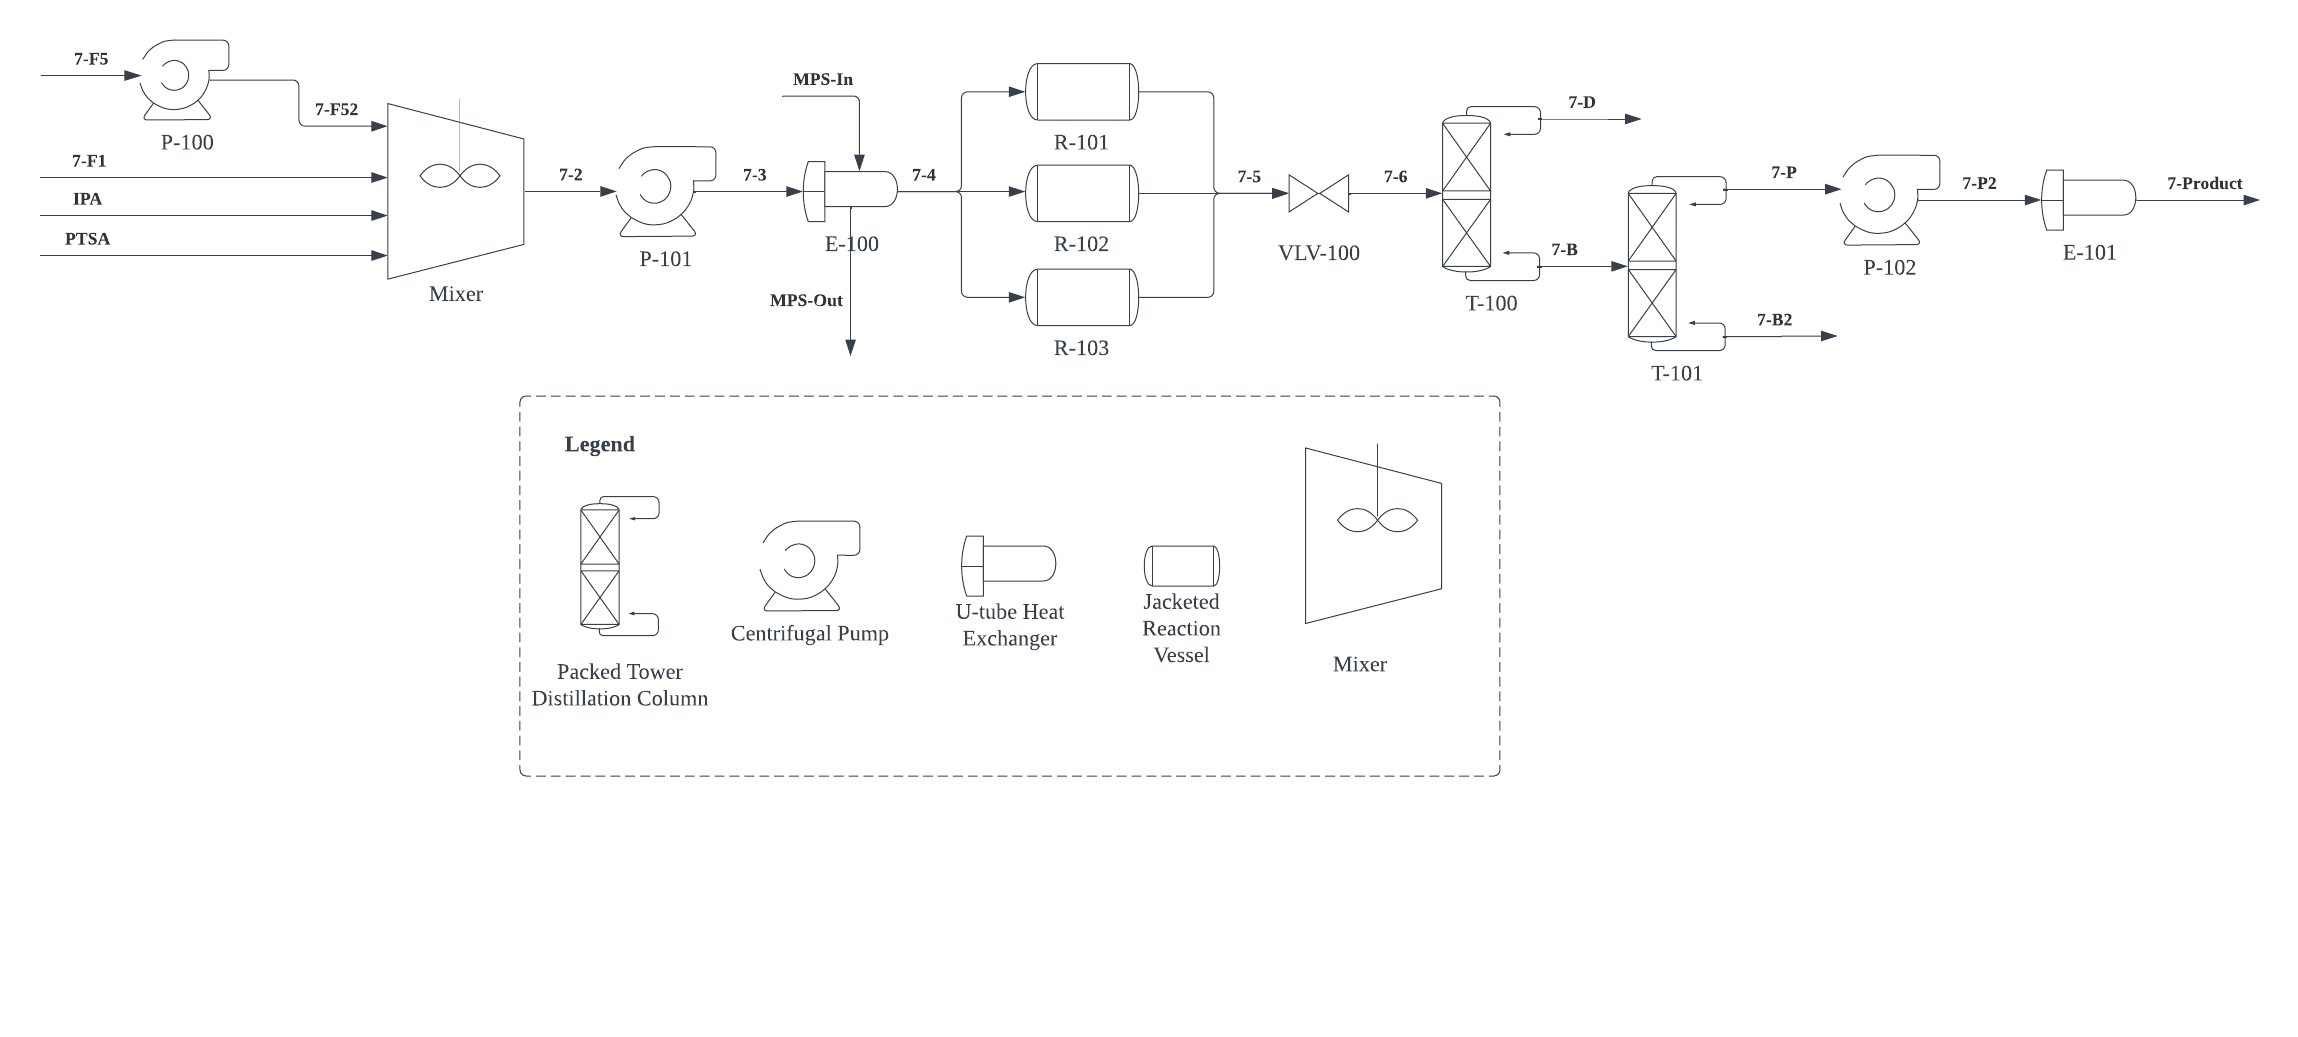 7-F5
P-100
7-F52
7-F1
IPA
PTSA
Mixer
7-2
P-101
7-3
MPS-In
E-100
MPS-Out
7-4
R-101
R-102
R-103
7-5
VLV-100
7-6
T-100
7-D
7-B
T-101
7-P
7-B2
P-102
7-P2
E-101
7-Product
Legend
Packed Tower
Distillation Column
Centrifugal Pump
U-tube Heat
Exchanger
Jacketed
Reaction
Vessel
Mixer